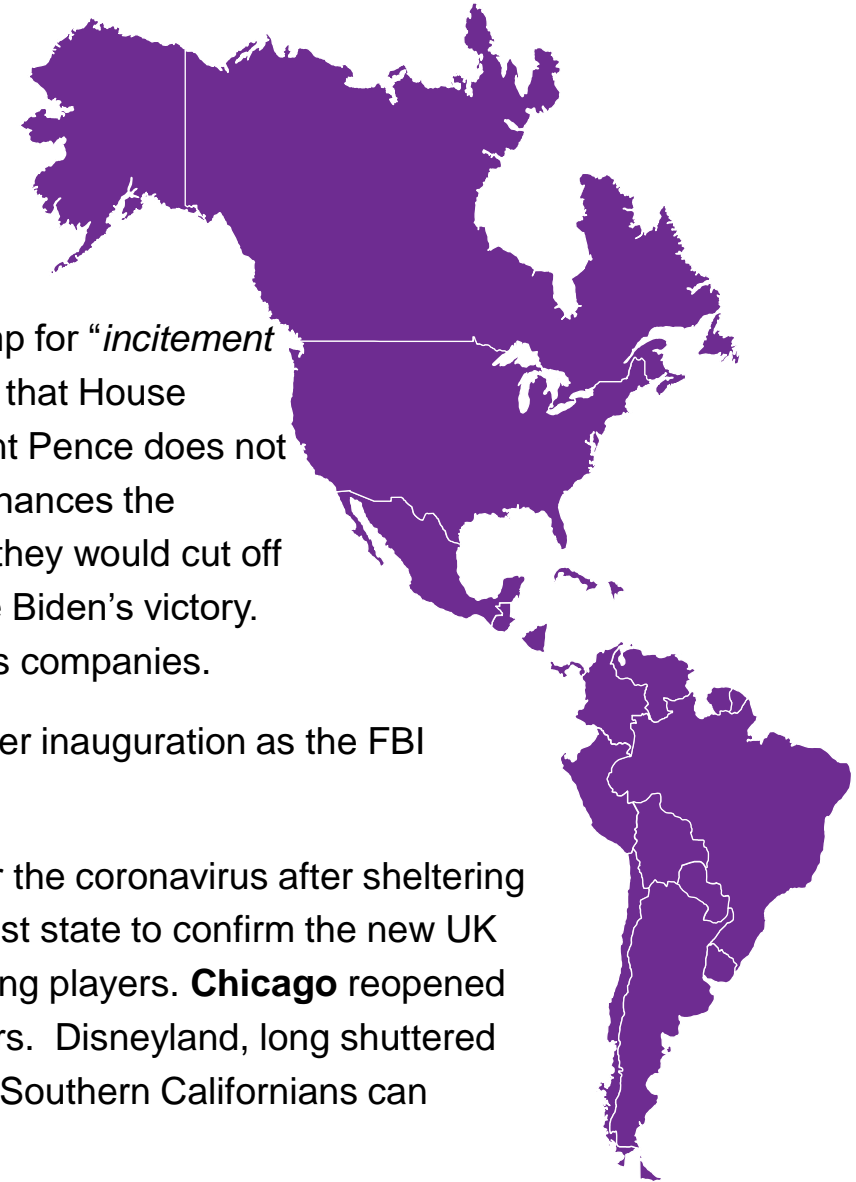 np for “incitement
that House
nt Pence does not
hances the
they would cut off
e Biden’s victory.
s companies.
er inauguration as the FBI
r the coronavirus after sheltering
st state to confirm the new UK
ng players. Chicago reopened
rs. Disneyland, long shuttered
Southern Californians can